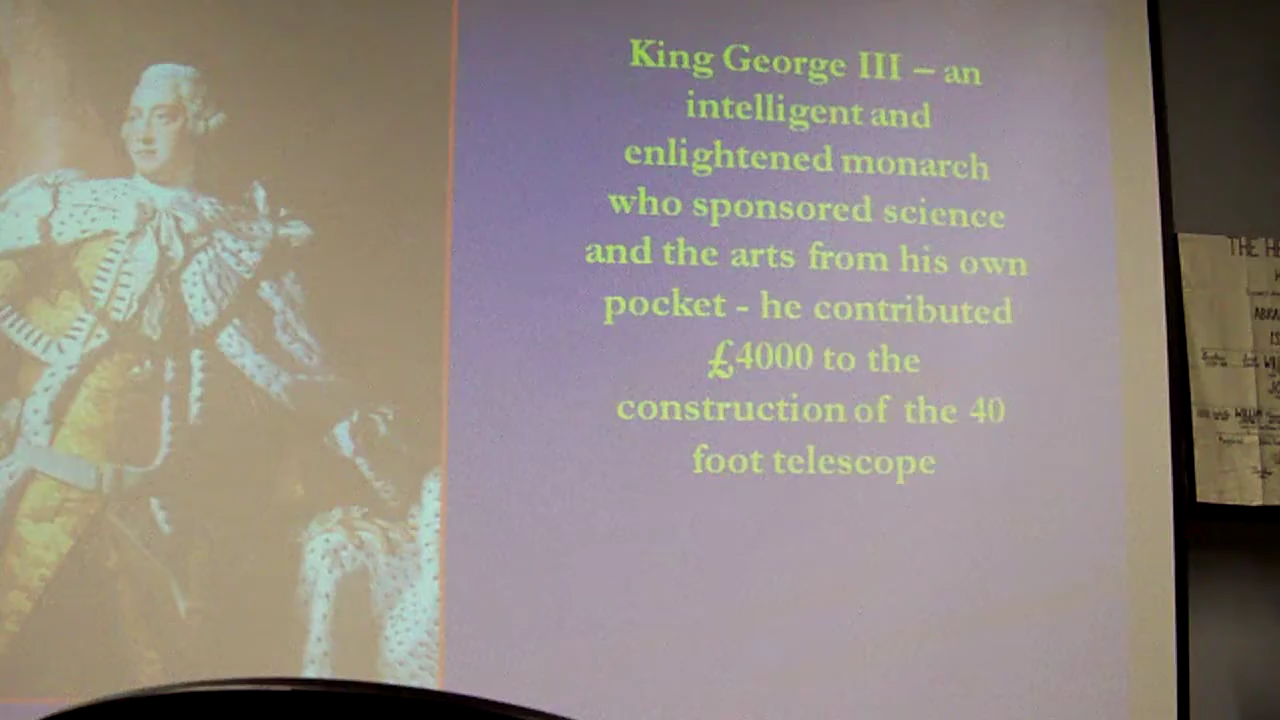 King George III – an
intelligent and
enlightened monarch
who sponsored science
and the arts from his own
pocket - he contributed
£4000 to the
construction of the 40
foot telescope
THE